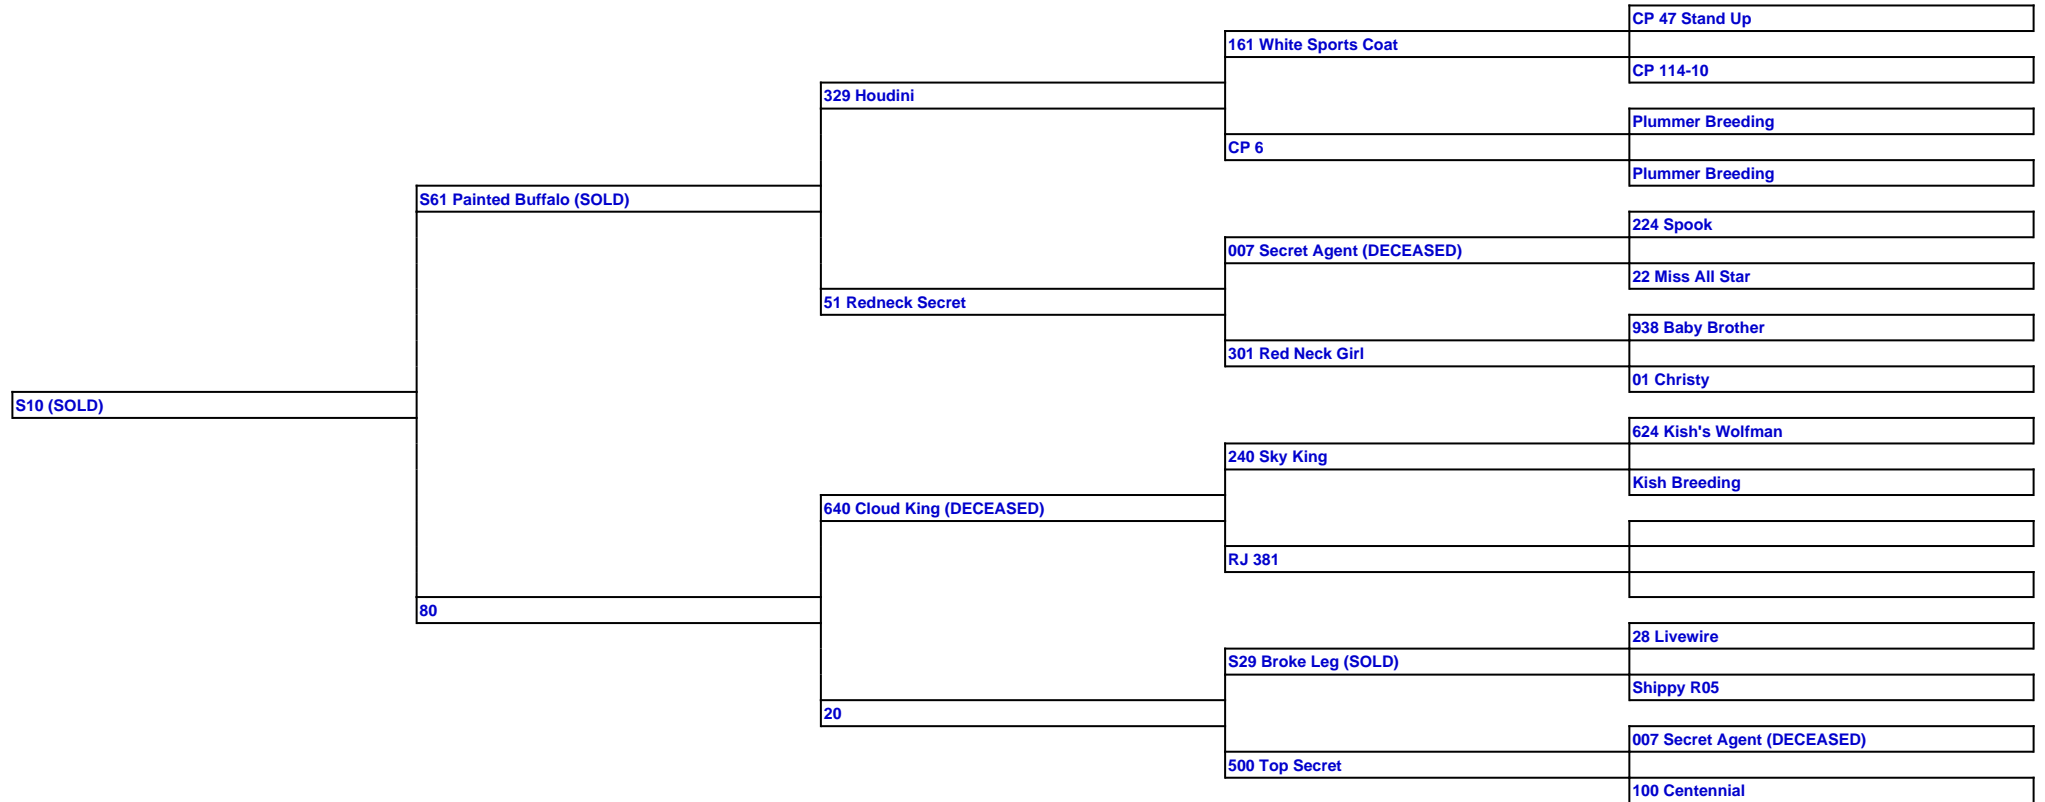 CP 47 Stand Up
161 White Sports Coat
CP 114-10
329 Houdini
Plummer Breeding
CP 6
Plummer Breeding
S61 Painted Buffalo (SOLD)
224 Spook
007 Secret Agent (DECEASED)
22 Miss All Star
51 Redneck Secret
938 Baby Brother
301 Red Neck Girl
01 Christy
S10 (SOLD)
624 Kish's Wolfman
240 Sky King
Kish Breeding
640 Cloud King (DECEASED)
RJ 381
80
28 Livewire
S29 Broke Leg (SOLD)
Shippy R05
20
007 Secret Agent (DECEASED)
500 Top Secret
100 Centennial